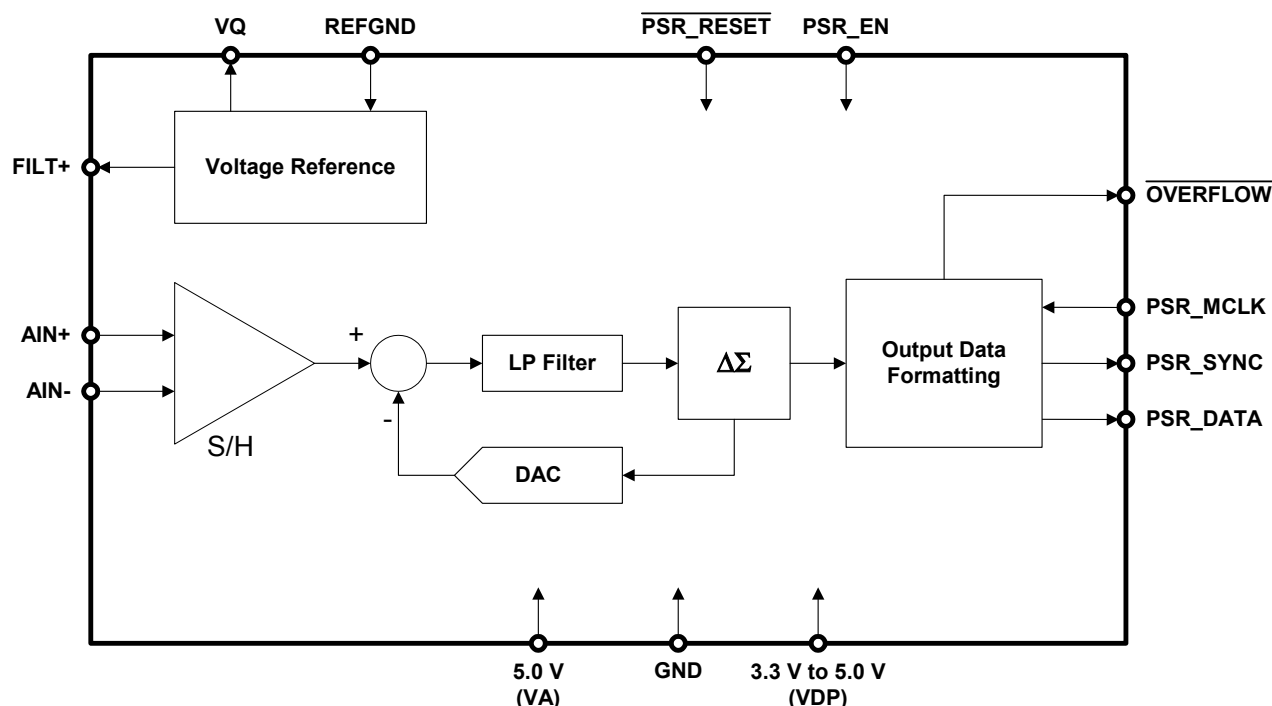 VQ
REFGND
PSR_RESET
PSR_EN
Voltage Reference
FILT+
OVERFLOW
AIN+
AIN-
S/H
+
-
LP Filter
ΔΣ
DAC
Output Data
Formatting
PSR_MCLK
PSR_SYNC
PSR_DATA
5.0 V
(VA)
GND
3.3 V to 5.0 V
(VDP)